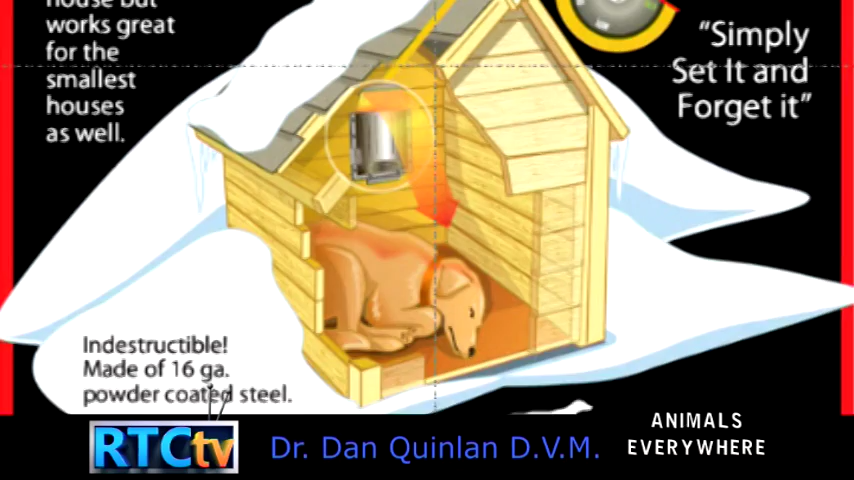 house but
works great
for the
smallest
houses
as well.
"Simply
Set It and
Forget it"
Indestructible!
Made of 16 ga.
powder coated steel.
RTCtv
Dr. Dan Quinlan D.V.M.
ANIMALS
EVERYWHERE